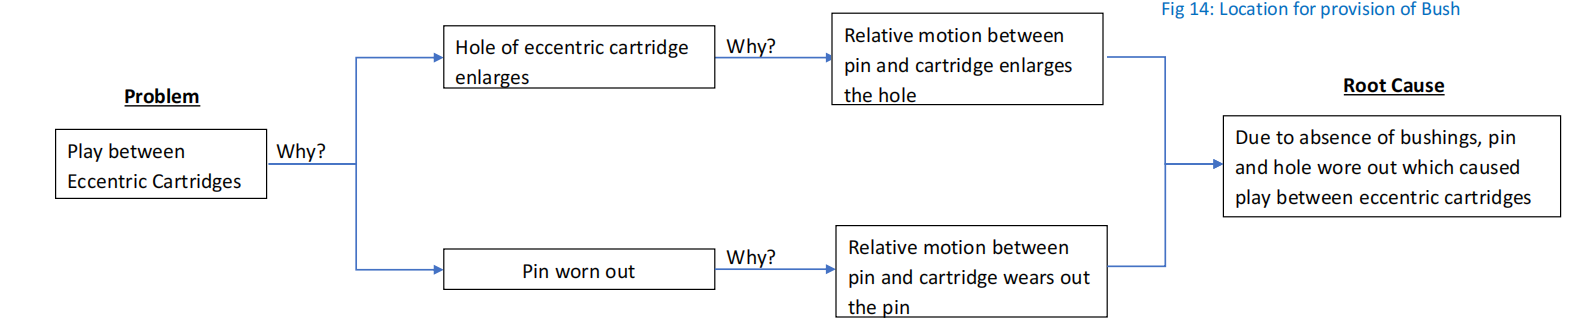 Fig 14: Location for provision of Bush
Problem
Play between
Eccentric Cartridges
Why?
Hole of eccentric cartridge
enlarges
Why?
Relative motion between
pin and cartridge enlarges
the hole
Pin worn out
Why?
Relative motion between
pin and cartridge wears out
the pin
Root Cause
Due to absence of bushings, pin
and hole wore out which caused
play between eccentric cartridges